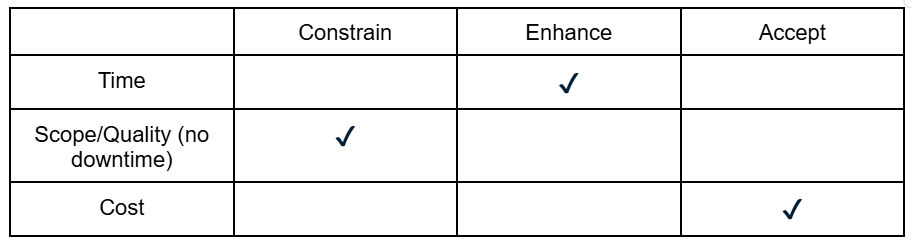 Constrain Enhance Accept
Time ✓
Scope/Quality (no
downtime) ✓
Cost ✓